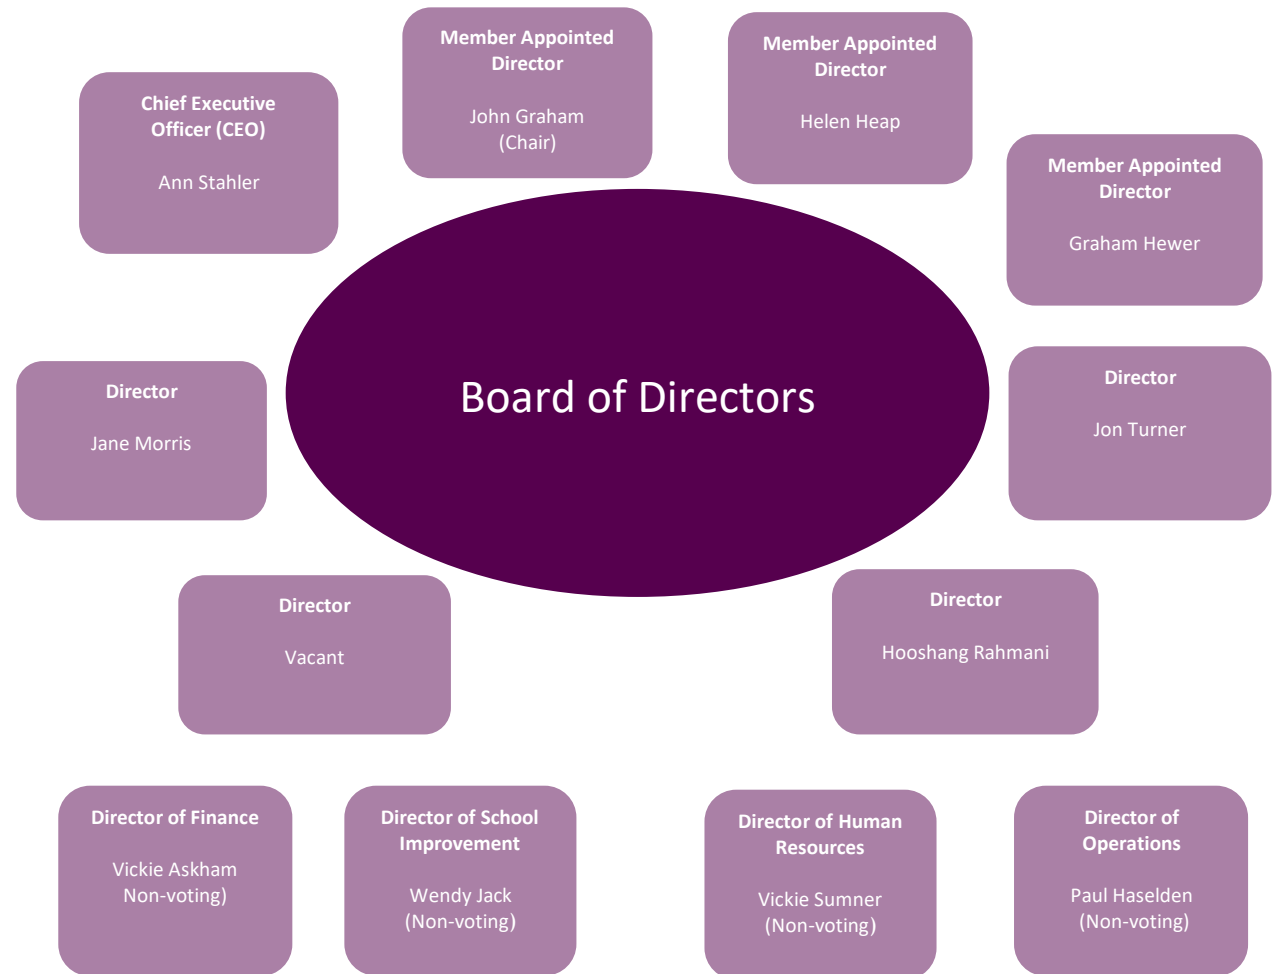 Member Appointed
Director
John Graham
(Chair)
Member Appointed
Director
Helen Heap
Chief Executive
Officer (CEO)
Ann Stahler
Member Appointed
Director
Graham Hewer
Board of Directors
Director
Jane Morris
Director
Jon Turner
Director
Vacant
Director
Hooshang Rahmani
Director of Finance
Vickie Askham
Non-voting)
Director of School
Improvement
Wendy Jack
(Non-voting)
Director of Human
Resources
Vickie Sumner
(Non-voting)
Director of
Operations
Paul Haselden
(Non-voting)